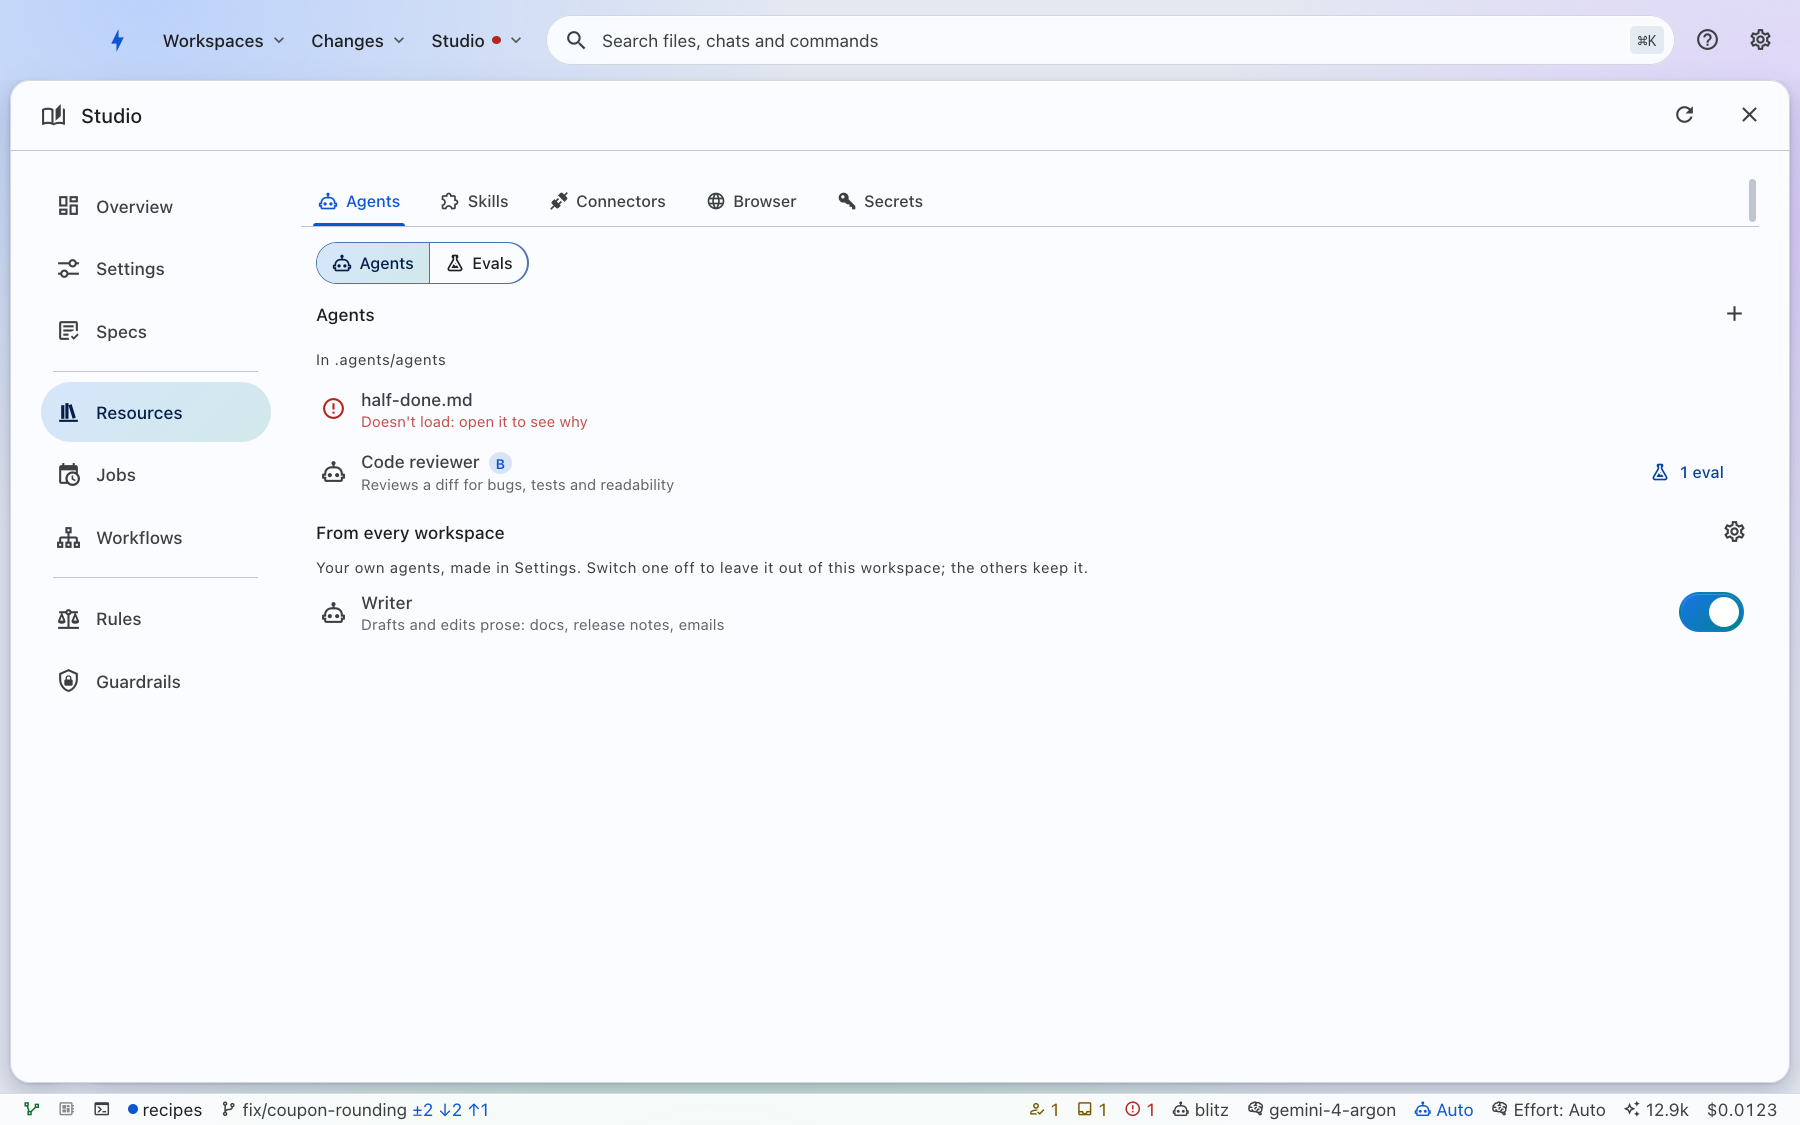 Workspaces
Changes
Studio
Search files, chats and commands
⌘K
Studio
Overview
Settings
Specs
Resources
Jobs
Workflows
Rules
Guardrails
Agents
Skills
Connectors
Browser
Secrets
Agents
Evals
Agents
In .agents/agents
half-done.md
Doesn't load: open it to see why
Code reviewer B
Reviews a diff for bugs, tests and readability
1 eval
From every workspace
Your own agents, made in Settings. Switch one off to leave it out of this workspace; the others keep it.
Writer
Drafts and edits prose: docs, release notes, emails
recipes
fix/coupon-rounding ±2 ↓2 ↑1
1
1
1
blitz
gemini-4-argon
Auto
Effort: Auto
12.9k
$0.0123